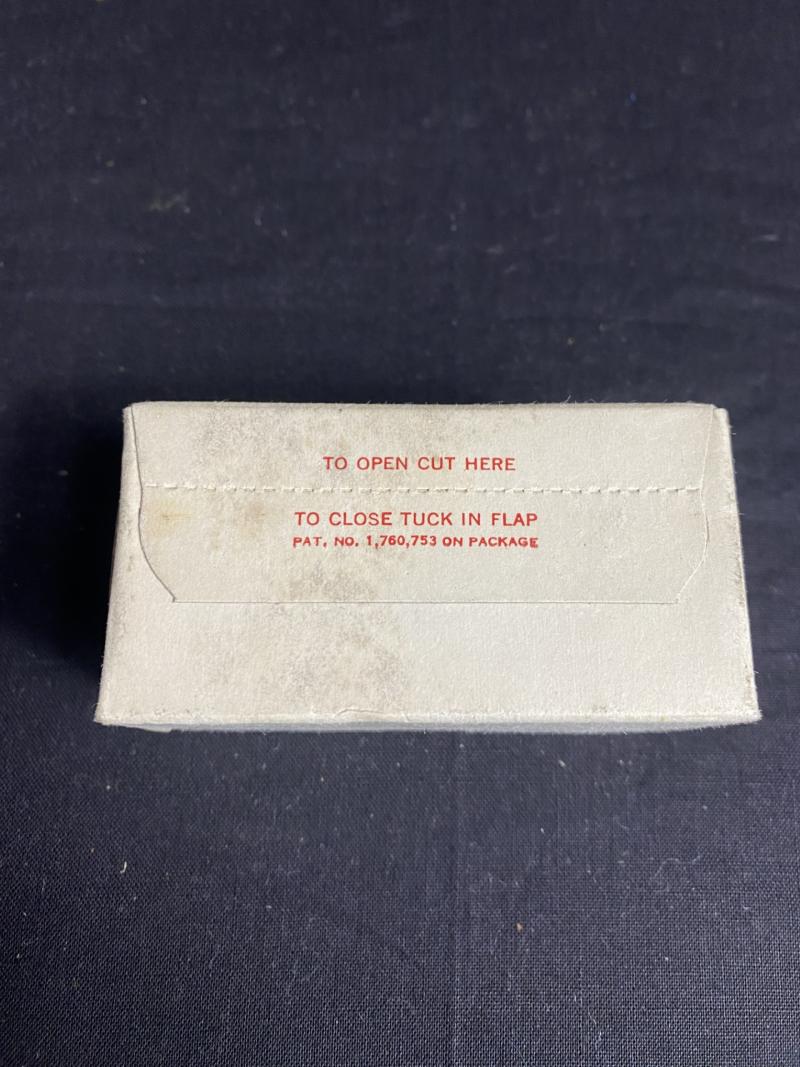 TO OPEN CUT HERE
TO CLOSE TUCK IN FLAP
PAT. NO. 1,760,753 ON PACKAGE